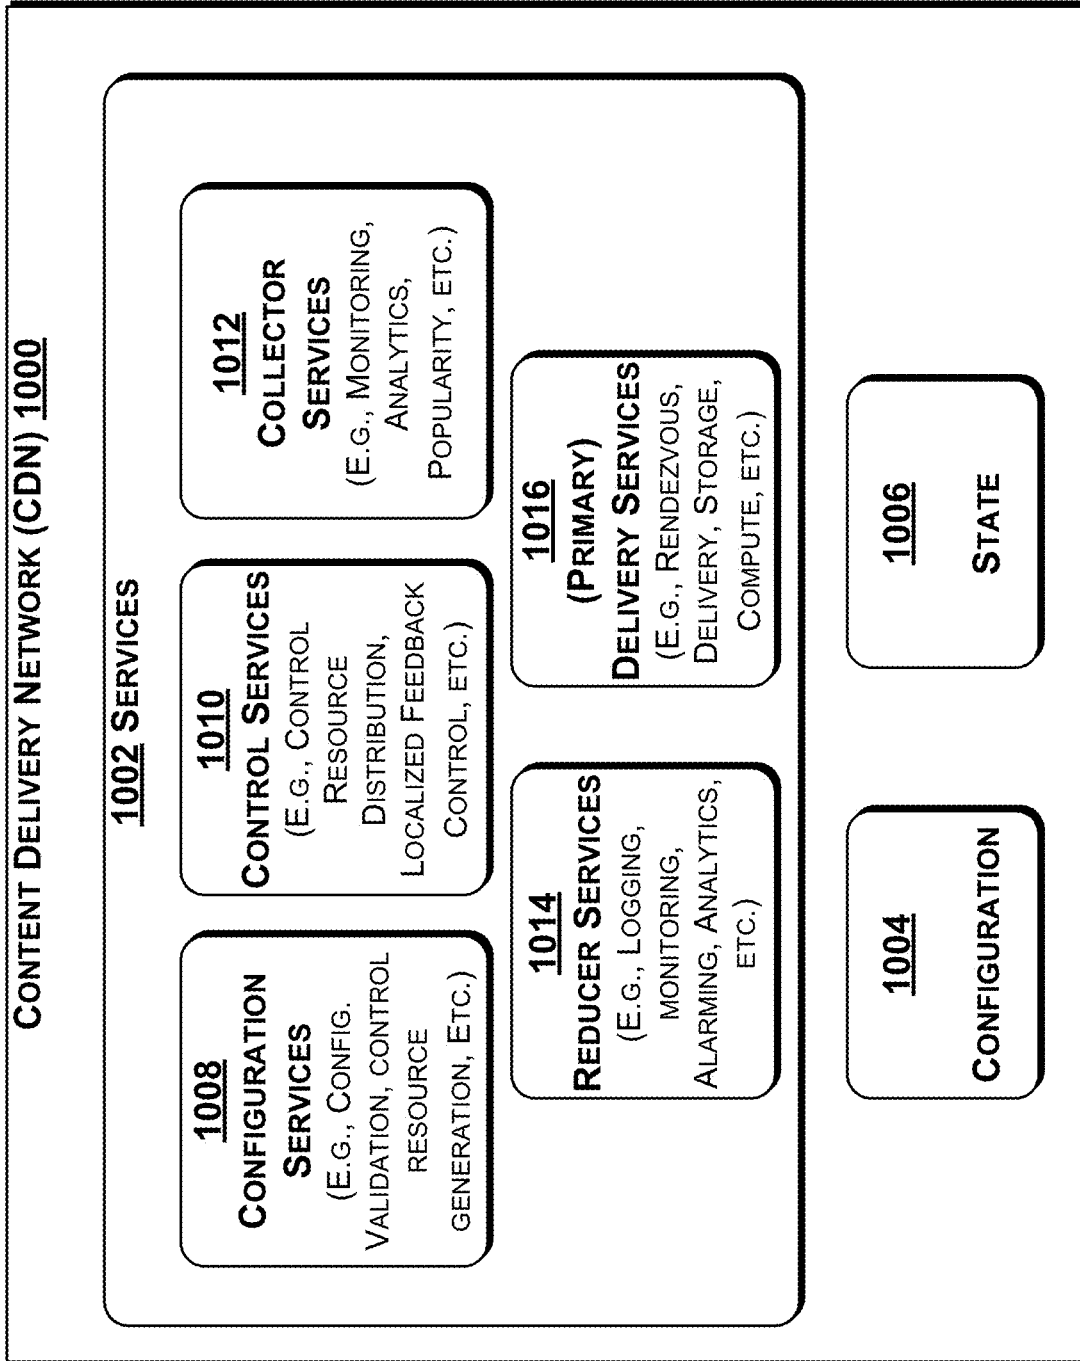 CONTENT DELIVERY NETWORK (CDN) 1000
1002 SERVICES
1008
CONFIGURATION
SERVICES
(E.G., CONFIG.
VALIDATION, CONTROL
RESOURCE
GENERATION, ETC.)
1010
CONTROL SERVICES
(E.G., CONTROL
RESOURCE
DISTRIBUTION,
LOCALIZED FEEDBACK
CONTROL, ETC.)
1012
COLLECTOR
SERVICES
(E.G., MONITORING,
ANALYTICS,
POPULARITY, ETC.)
1014
REDUCER SERVICES
(E.G., LOGGING,
MONITORING,
ALARMING, ANALYTICS,
ETC.)
1016
(PRIMARY)
DELIVERY SERVICES
(E.G., RENDEZVOUS,
DELIVERY, STORAGE,
COMPUTE, ETC.)
1004
CONFIGURATION
1006
STATE